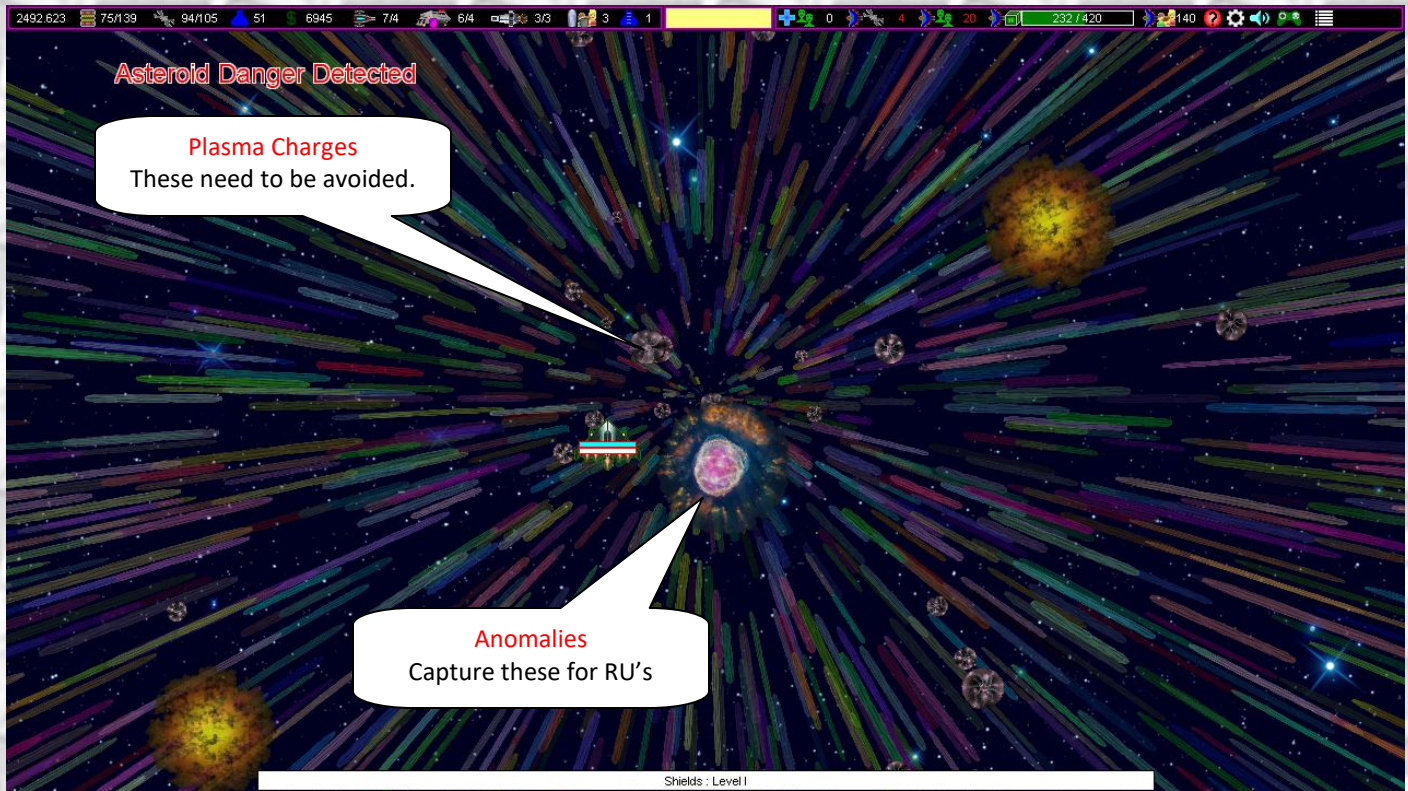 2492.623 75/139 94/105 51 $ 6945 7/4 6/4 3/3 3 1 0 4 20 232 / 420 140 ?
Asteroid Danger Detected
Plasma Charges
These need to be avoided.
Anomalies
Capture these for RU’s
Shields : Level I